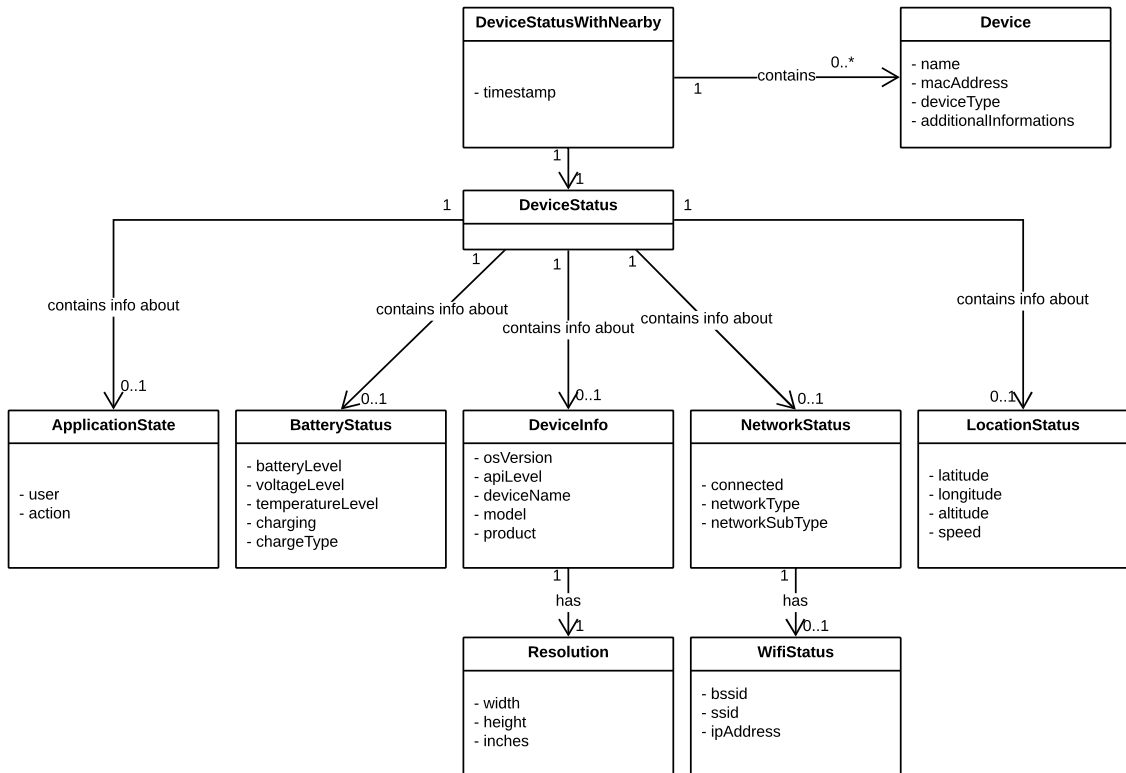 DeviceStatusWithNearby
- timestamp
Device
- name
- macAddress
- deviceType
- additionalInformations
contains
1
0..*
1
1
DeviceStatus
1
1
1
1
1
contains info about
contains info about
contains info about
contains info about
contains info about
0..1
0..1
0..1
0..1
0..1
ApplicationState
- user
- action
BatteryStatus
- batteryLevel
- voltageLevel
- temperatureLevel
- charging
- chargeType
DeviceInfo
- osVersion
- apiLevel
- deviceName
- model
- product
NetworkStatus
- connected
- networkType
- networkSubType
LocationStatus
- latitude
- longitude
- altitude
- speed
1
has
1
1
has
0..1
Resolution
- width
- height
- inches
WifiStatus
- bssid
- ssid
- ipAddress